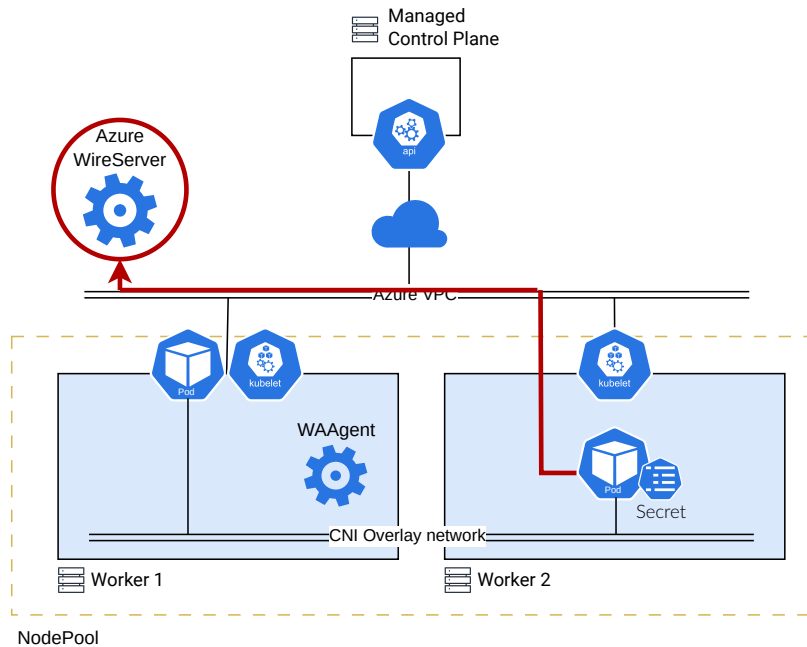 Managed
Control Plane
api
Azure
WireServer
Azure VPC
Pod
kubelet
kubelet
WAAgent
Pod
Secret
CNI Overlay network
Worker 1
Worker 2
NodePool